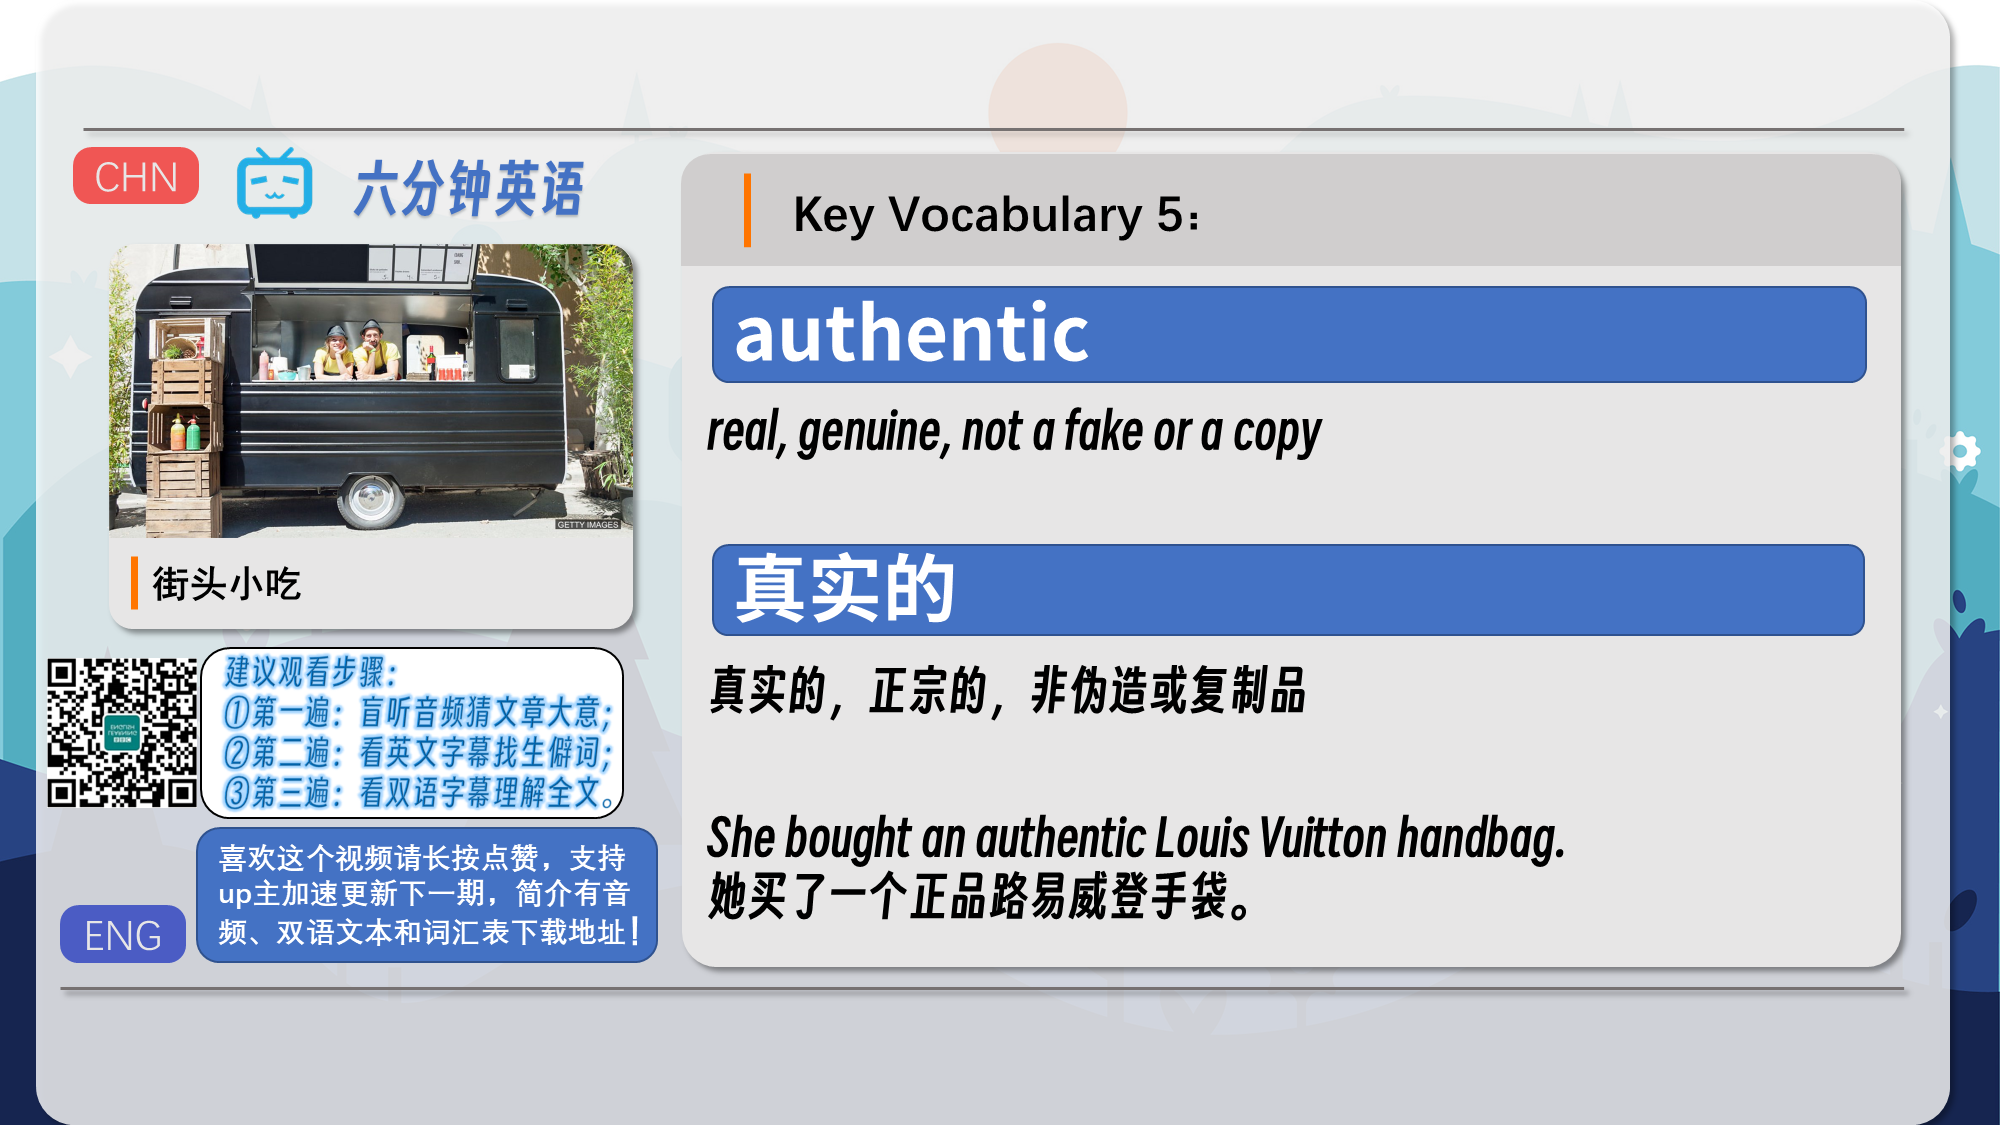 CHN
六分钟英语
GETTY IMAGES
街头小吃
建议观看步骤：
①第一遍：盲听音频猜文章大意；
②第二遍：看英文字幕找生僻词；
③第三遍：看双语字幕理解全文。
喜欢这个视频请长按点赞，支持
up主加速更新下一期，简介有音
频、双语文本和词汇表下载地址！
ENG
Key Vocabulary 5：
authentic
real, genuine, not a fake or a copy
真实的
真实的，正宗的，非伪造或复制品
She bought an authentic Louis Vuitton handbag.
她买了一个正品路易威登手袋。